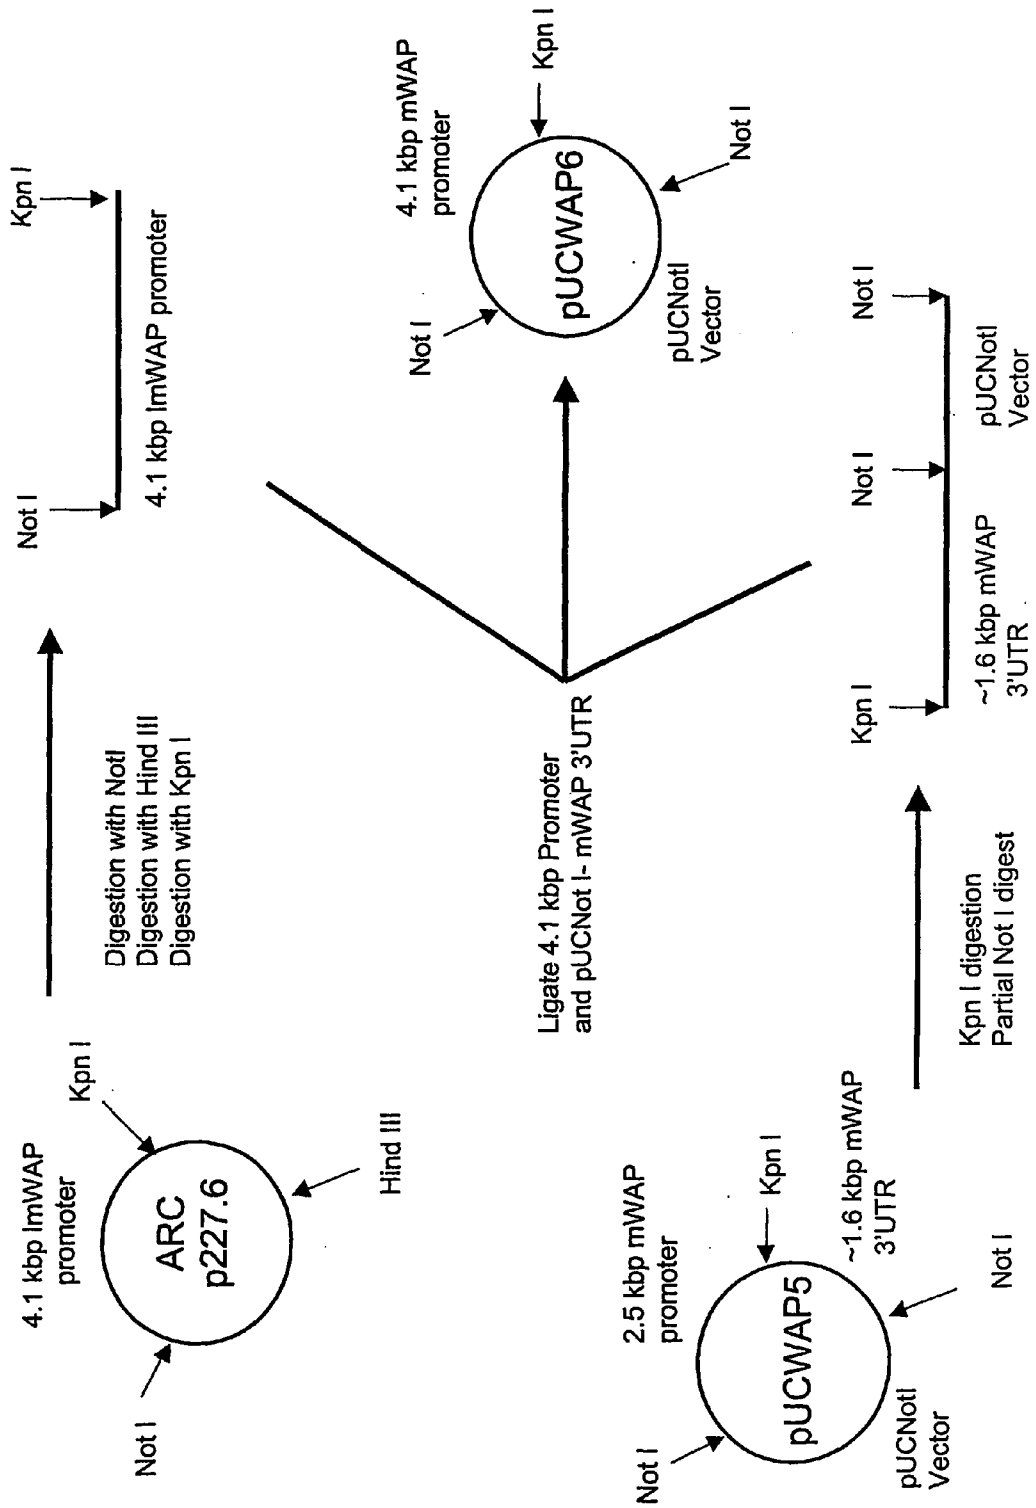 4.1 kbp lmWAP
promoter
Kpn I
ARC
p227.6
Not I
Hind III
Digestion with NotI
Digestion with Hind III
Digestion with Kpn I
Not I
Kpn I
4.1 kbp lmWAP promoter
Ligate 4.1 kbp Promoter
and pUCNot I- mWAP 3'UTR
4.1 kbp mWAP
promoter
Kpn I
Not I
pUCWAP6
Not I
pUCNotI
Vector
2.5 kbp mWAP
promoter
Kpn I
Not I
pUCWAP5
~1.6 kbp mWAP
3'UTR
Not I
pUCNotI
Vector
Kpn I digestion
Partial Not I digest
Kpn I
Not I
Not I
~1.6 kbp mWAP
3'UTR
pUCNotI
Vector